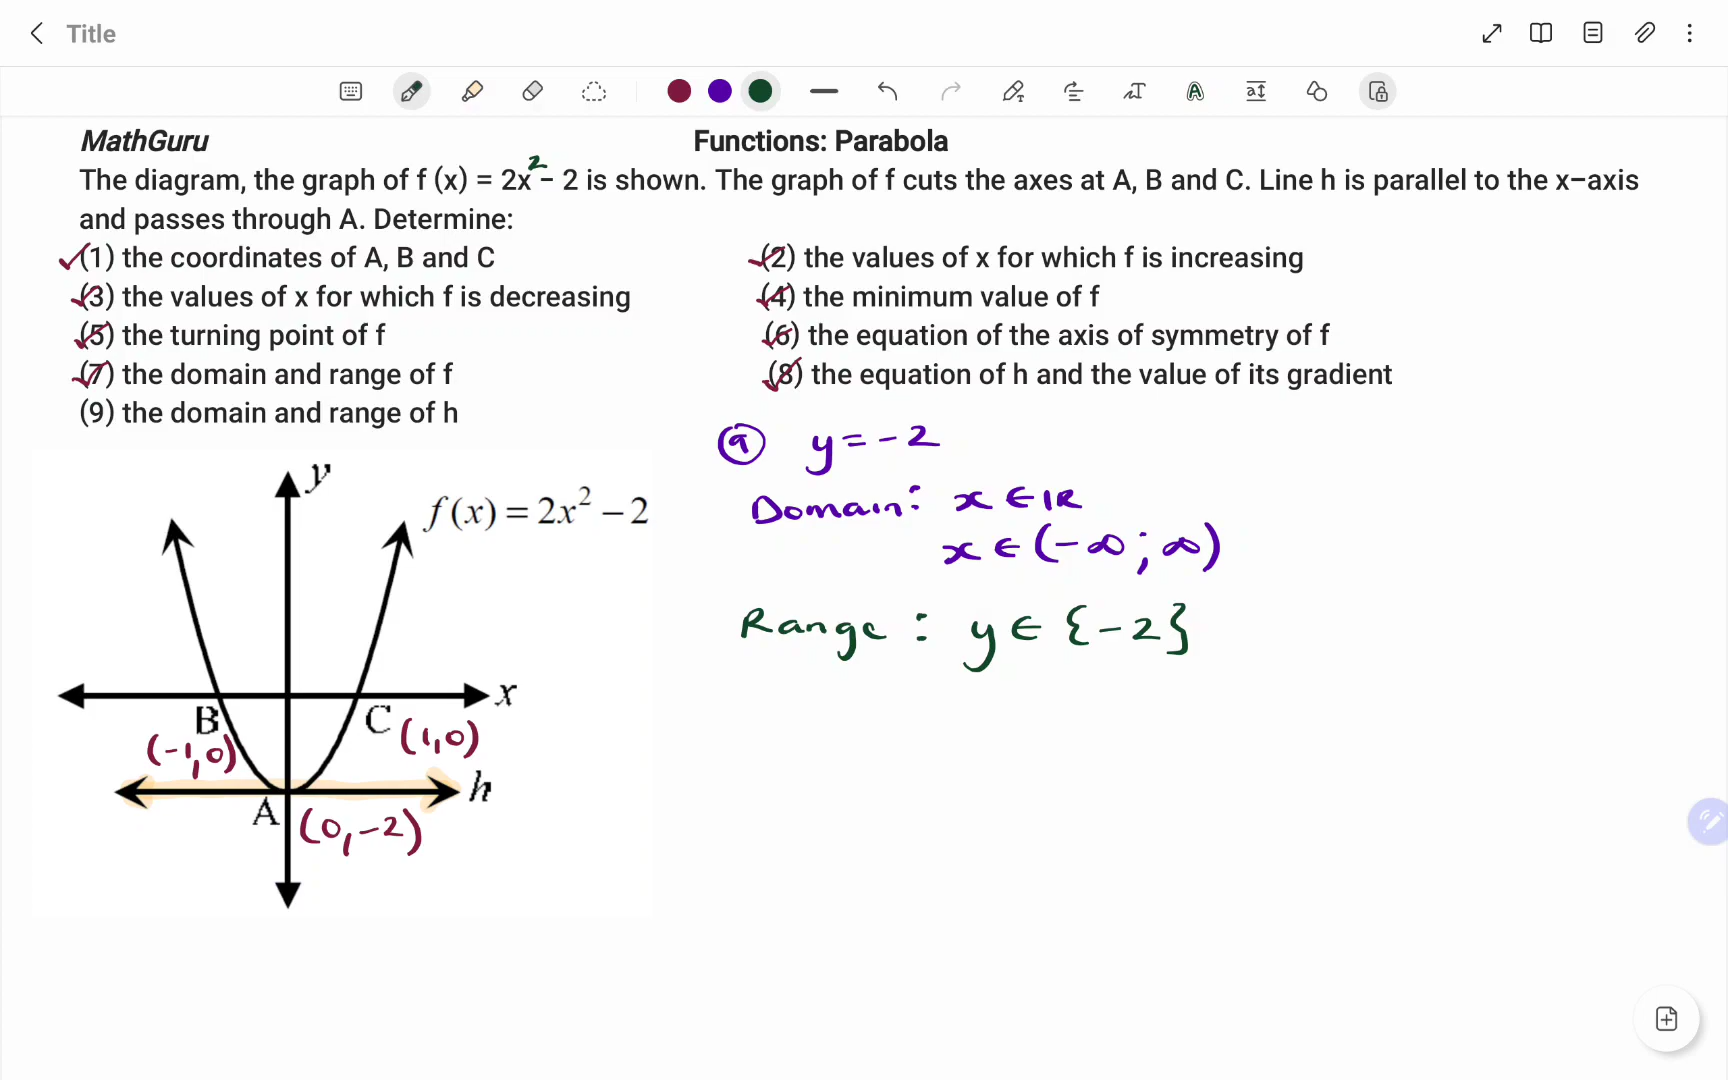 Title
MathGuru
Functions: Parabola
The diagram, the graph of f (x) = 2x² − 2 is shown. The graph of f cuts the axes at A, B and C. Line h is parallel to the x−axis
and passes through A. Determine:
(1) the coordinates of A, B and C
(2) the values of x for which f is increasing
(3) the values of x for which f is decreasing
(4) the minimum value of f
(5) the turning point of f
(6) the equation of the axis of symmetry of f
(7) the domain and range of f
(8) the equation of h and the value of its gradient
(9) the domain and range of h
⑨ y = -2
Domain: x ∈ ℝ
x ∈ (-∞ ; ∞)
Range : y ∈ {-2}
y
f(x) = 2x² − 2
x
B
C
(-1,0)
(1,0)
h
A
(0,-2)